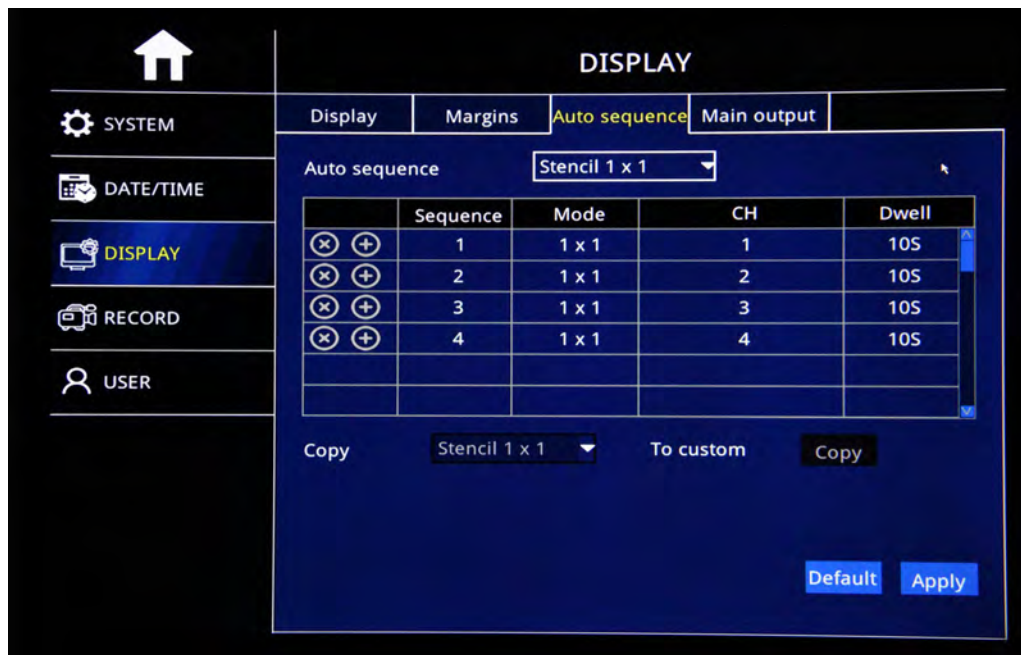 DISPLAY
SYSTEM
DATE/TIME
DISPLAY
RECORD
USER
Display Margins Auto sequence Main output
Auto sequence Stencil 1 x 1
Sequence Mode CH Dwell
1 1 x 1 1 10S
2 1 x 1 2 10S
3 1 x 1 3 10S
4 1 x 1 4 10S
Copy Stencil 1 x 1 To custom Copy
Default Apply